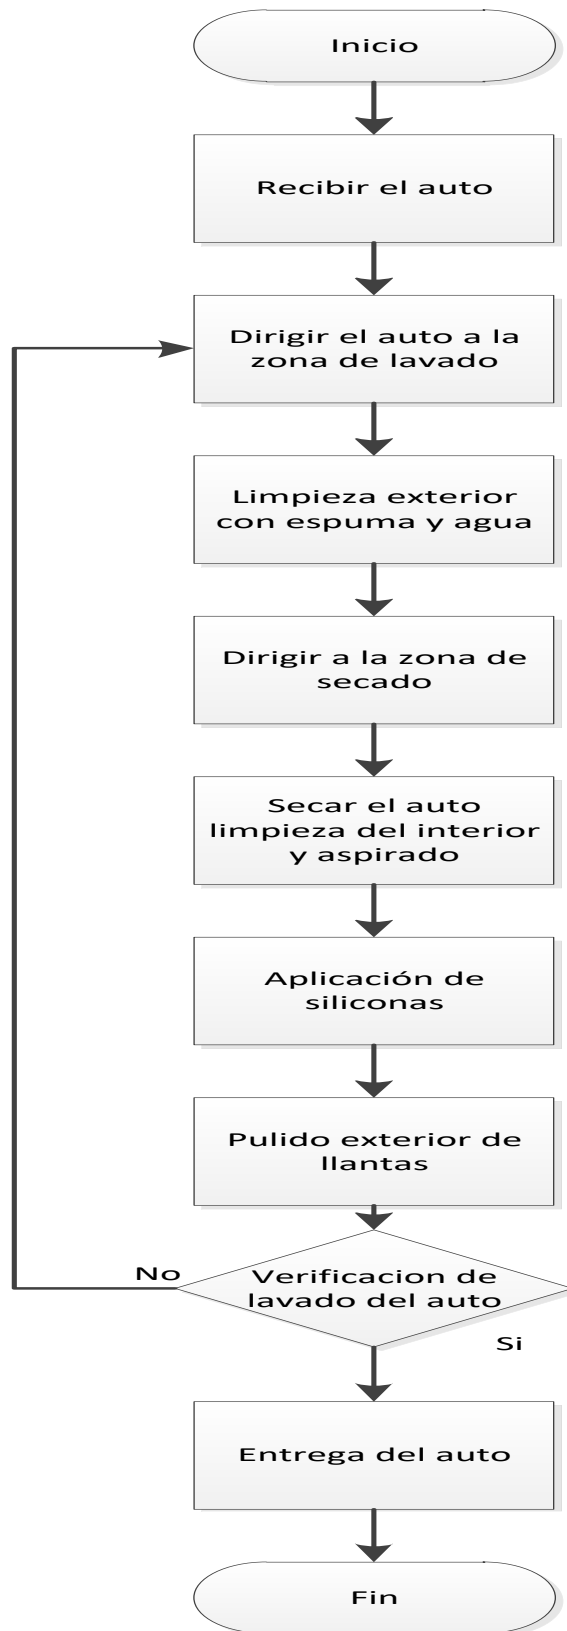 Inicio
Recibir el auto
Dirigir el auto a la
zona de lavado
Limpieza exterior
con espuma y agua
Dirigir a la zona de
secado
Secar el auto
limpieza del interior
y aspirado
Aplicación de
siliconas
Pulido exterior de
llantas
No
Verificacion de
lavado del auto
Si
Entrega del auto
Fin